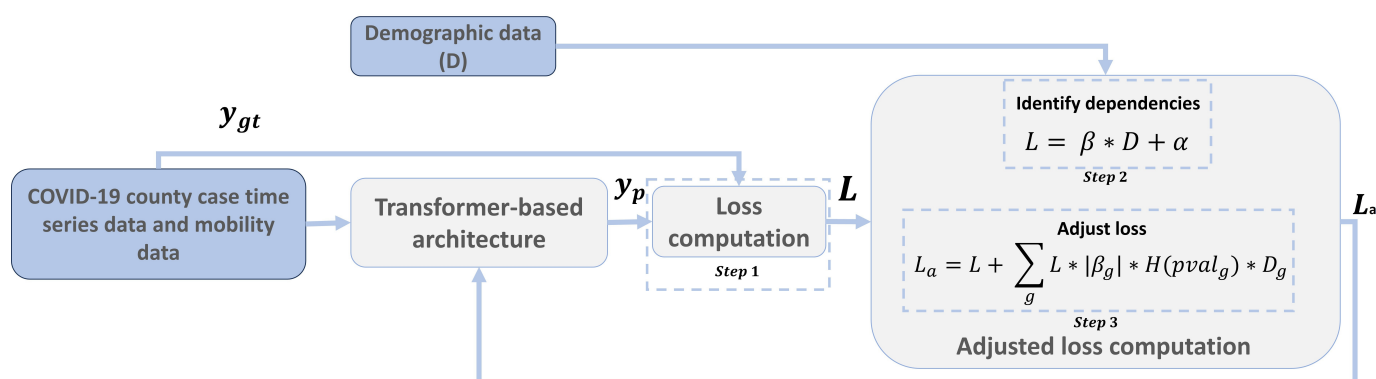 Demographic data
(D)
y_gt
COVID-19 county case time
series data and mobility
data
Transformer-based
architecture
y_p
Loss
computation
Step 1
L
Identify dependencies
L = β * D + α
Step 2
Adjust loss
L_a = L + ∑_g L * |β_g| * H(pval_g) * D_g
Step 3
Adjusted loss computation
L_a